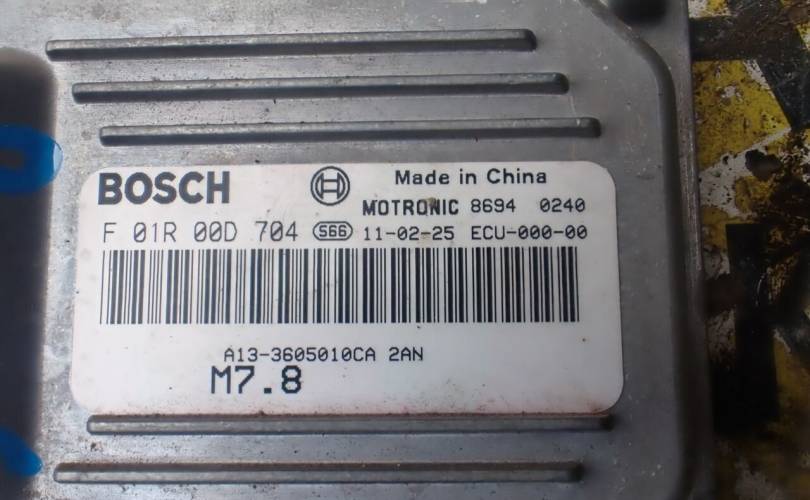 BOSCH Made in China
MOTRONIC 8694 0240
F 01R 00D 704 S66 11-02-25 ECU-000-00
A13-3605010CA 2AN
M7.8